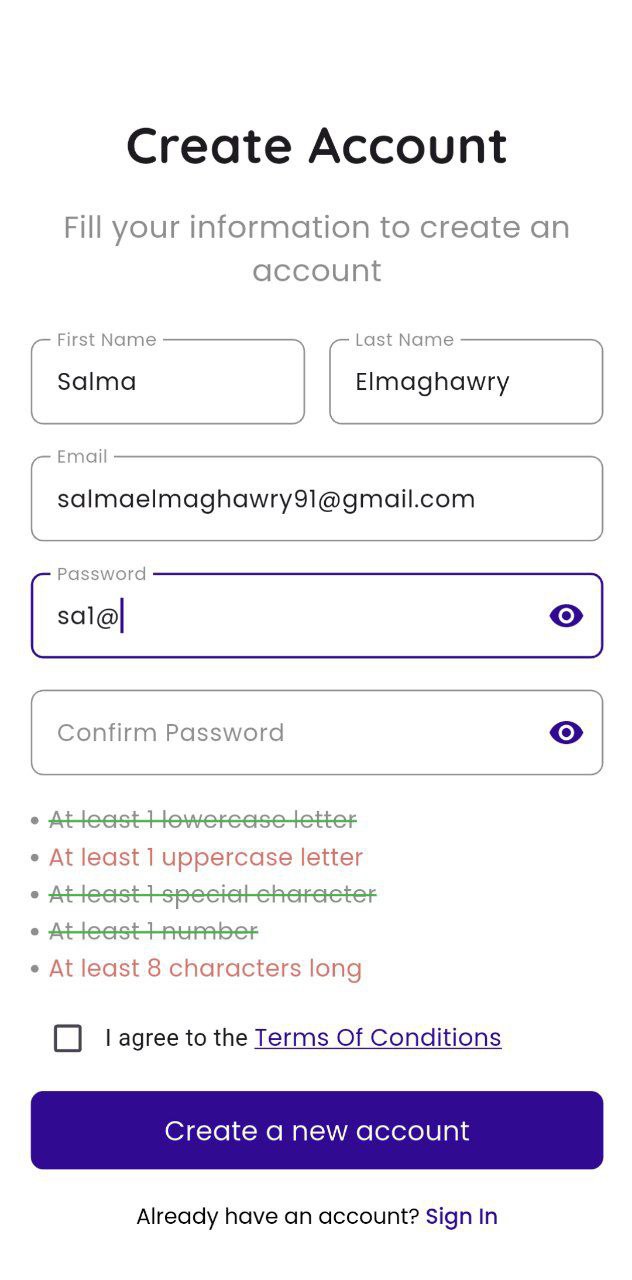 Create Account
Fill your information to create an
account
First Name
Last Name
Salma
Elmaghawry
Email
salmaelmaghawry91@gmail.com
Password
sa1@
Confirm Password
• At least 1 lowercase letter
• At least 1 uppercase letter
• At least 1 special character
• At least 1 number
• At least 8 characters long
I agree to the Terms Of Conditions
Create a new account
Already have an account? Sign In